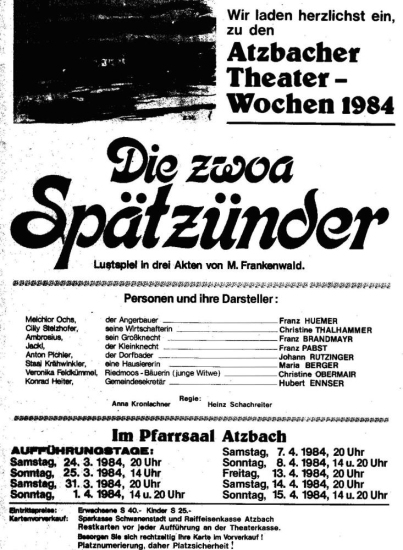 Wir laden herzlichst ein,
zu den
Atzbacher
Theater-
Wochen 1984
Die zwoa
Spätzünder
Lustspiel in drei Akten von M. Frankenwald.
Personen und ihre Darsteller:
Melchior Ochs, der Angerbauer Franz HUEMER
Cilly Stelzhofer, seine Wirtschafterin Christine THALHAMMER
Ambrosius, sein Großknecht Franz BRANDMAYR
Jackl, der Kleinknecht Franz PABST
Anton Pichler, der Dorfbader Johann RUTZINGER
Stasi Krähwinkler, eine Hausiererin Maria BERGER
Veronika Feldkümmel, Riedmoos-Bäuerin (junge Witwe) Christine OBERMAIR
Konrad Heiter, Gemeindesekretär Hubert ENNSER
Regie:
Anna Kronlachner Heinz Schachreiter
Im Pfarrsaal Atzbach
AUFFÜHRUNGSTAGE:
Samstag, 24. 3. 1984, 20 Uhr
Sonntag, 25. 3. 1984, 14 Uhr
Samstag, 31. 3. 1984, 20 Uhr
Sonntag, 1. 4. 1984, 14 u. 20 Uhr
Samstag, 7. 4. 1984, 20 Uhr
Sonntag, 8. 4. 1984, 14 u. 20 Uhr
Freitag, 13. 4. 1984, 20 Uhr
Samstag, 14. 4. 1984, 20 Uhr
Sonntag, 15. 4. 1984, 14 u. 20 Uhr
Eintrittspreise: Erwachsene S 40.- Kinder S 25.-
Kartenvorverkauf: Sparkasse Schwanenstadt und Raiffeisenkasse Atzbach
Restkarten vor jeder Aufführung an der Theaterkasse.
Besorgen Sie sich rechtzeitig Ihre Karte im Vorverkauf!
Platznumerierung, daher Platzsicherheit!